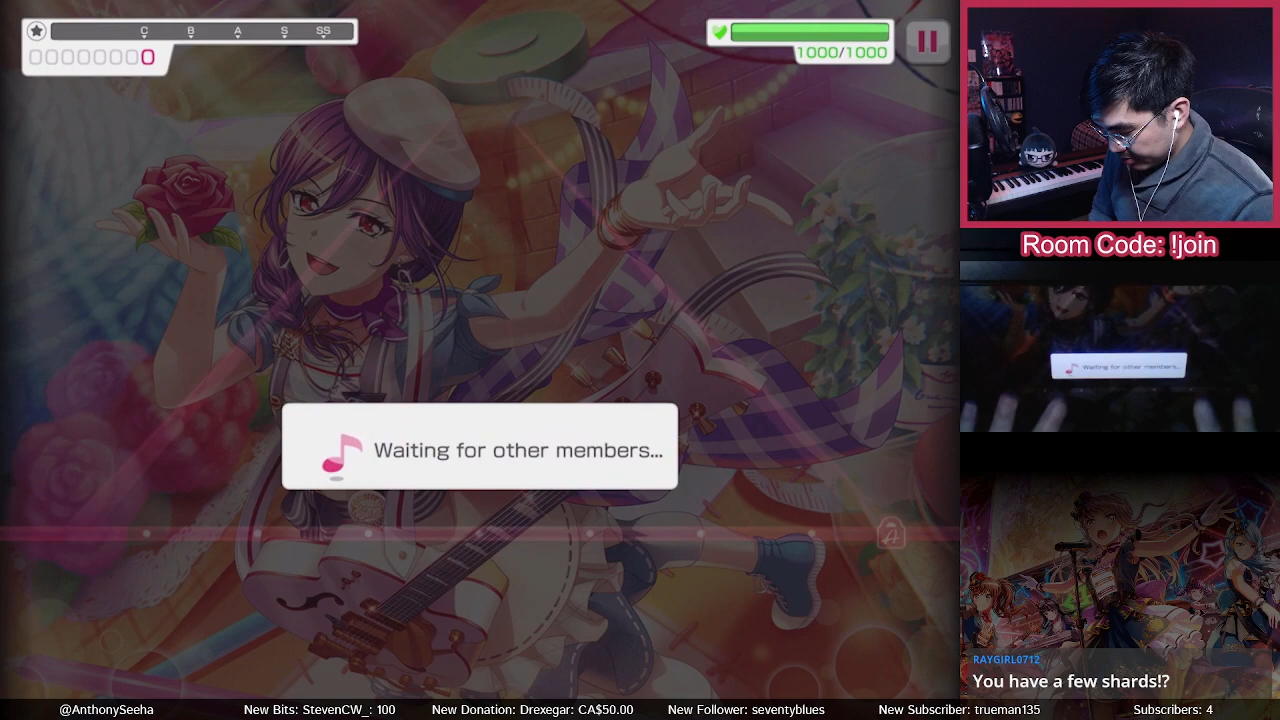 C B A S SS
00000000
1000/1000
Room Code: !join
Waiting for other members...
Waiting for other members...
RAYGIRL0712
You have a few shards!?
@AnthonySeeha
New Bits: StevenCW_: 100
New Donation: Drexegar: CA$50.00
New Follower: seventyblues
New Subscriber: trueman135
Subscribers: 4